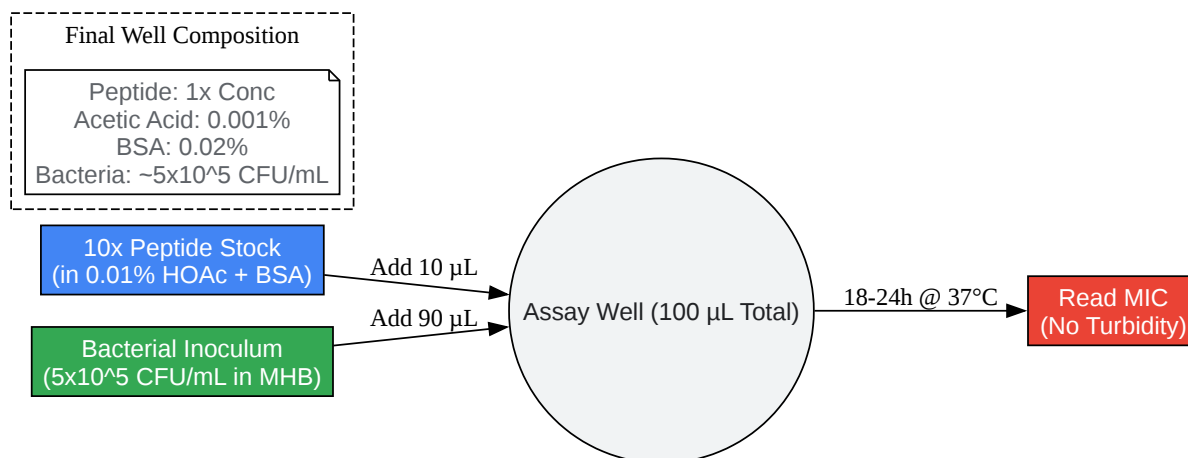 Final Well Composition
Peptide: 1x Conc
Acetic Acid: 0.001%
BSA: 0.02%
Bacteria: ~5x10^5 CFU/mL
10x Peptide Stock
(in 0.01% HOAc + BSA)
Add 10 µL
Bacterial Inoculum
(5x10^5 CFU/mL in MHB)
Add 90 µL
Assay Well (100 µL Total)
18-24h @ 37°C
Read MIC
(No Turbidity)